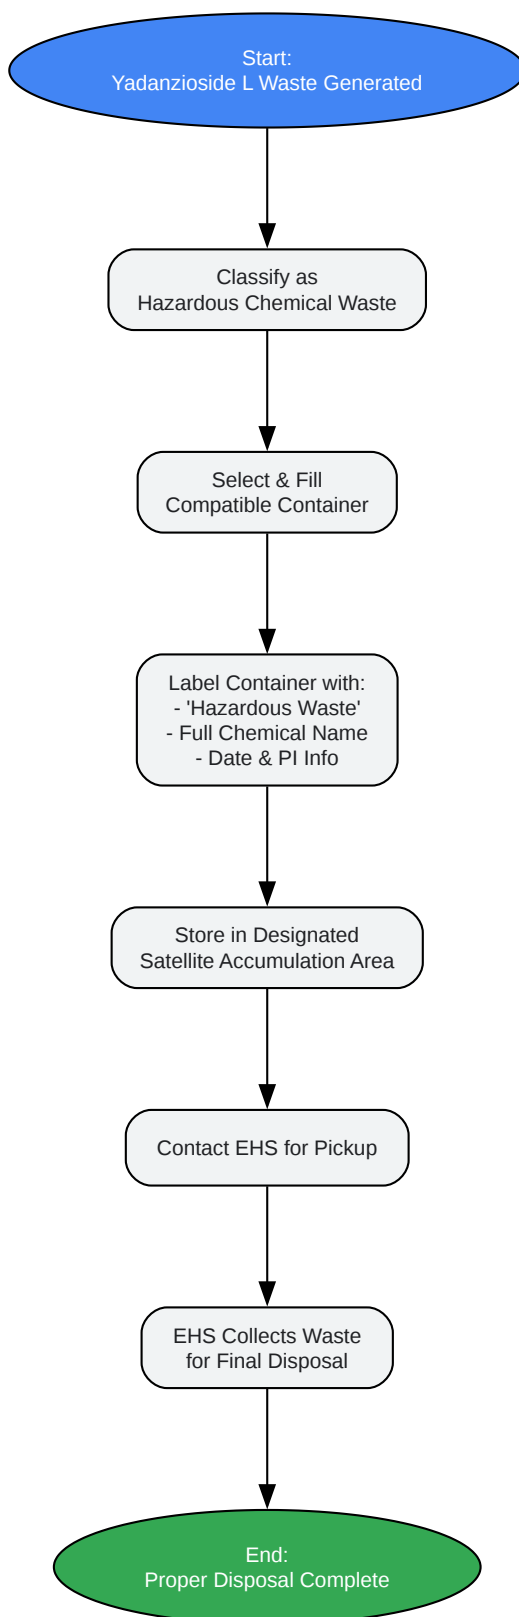 Start:
Yadanzioside L Waste Generated
Classify as
Hazardous Chemical Waste
Select & Fill
Compatible Container
Label Container with:
- 'Hazardous Waste'
- Full Chemical Name
- Date & PI Info
Store in Designated
Satellite Accumulation Area
Contact EHS for Pickup
EHS Collects Waste
for Final Disposal
End:
Proper Disposal Complete